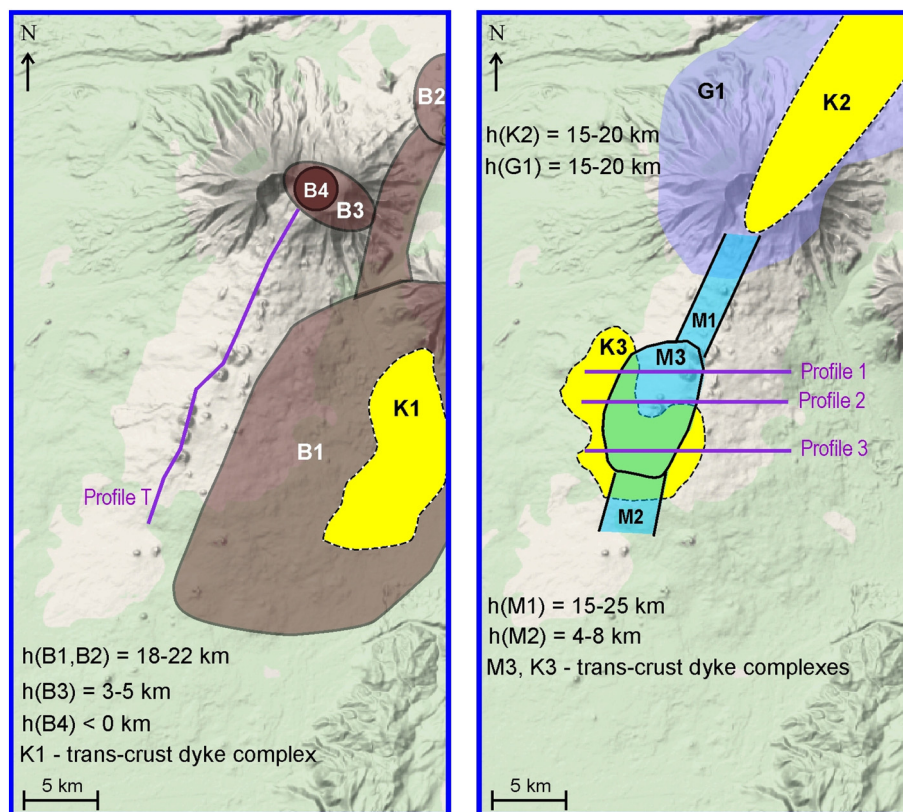 N
B2
B4
B3
K1
B1
Profile T
h(B1,B2) = 18-22 km
h(B3) = 3-5 km
h(B4) < 0 km
K1 - trans-crust dyke complex
5 km
N
G1
K2
h(K2) = 15-20 km
h(G1) = 15-20 km
M1
K3
M3
Profile 1
Profile 2
Profile 3
M2
h(M1) = 15-25 km
h(M2) = 4-8 km
M3, K3 - trans-crust dyke complexes
5 km